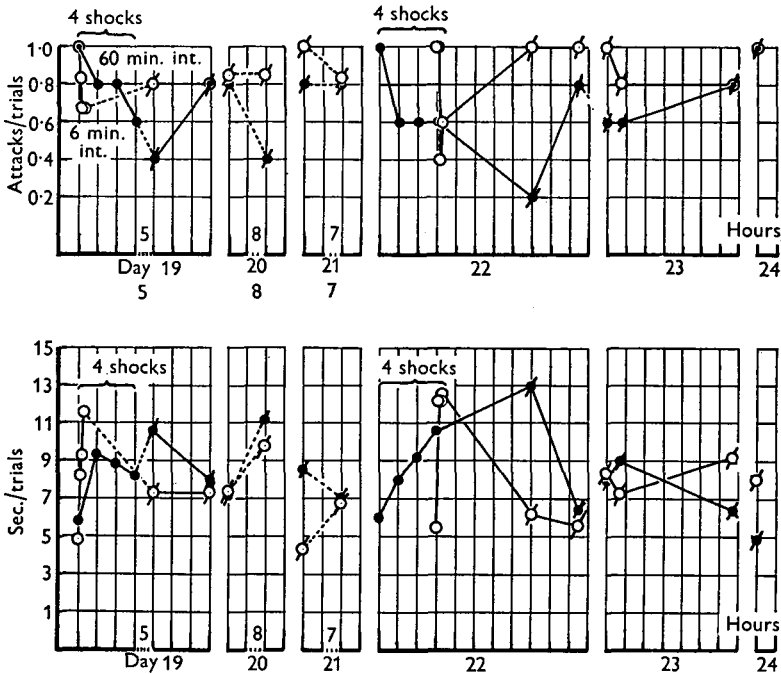 4 shocks
4 shocks
Attacks/trials
1·0
0·8
0·6
0·4
0·2
60 min. int.
6 min.
int.
5
8
7
Hours
Day 19
20
21
22
23
24
5
8
7
Sec./trials
15
13
11
9
7
5
3
1
4 shocks
4 shocks
5
8
7
Hours
Day 19
20
21
22
23
24